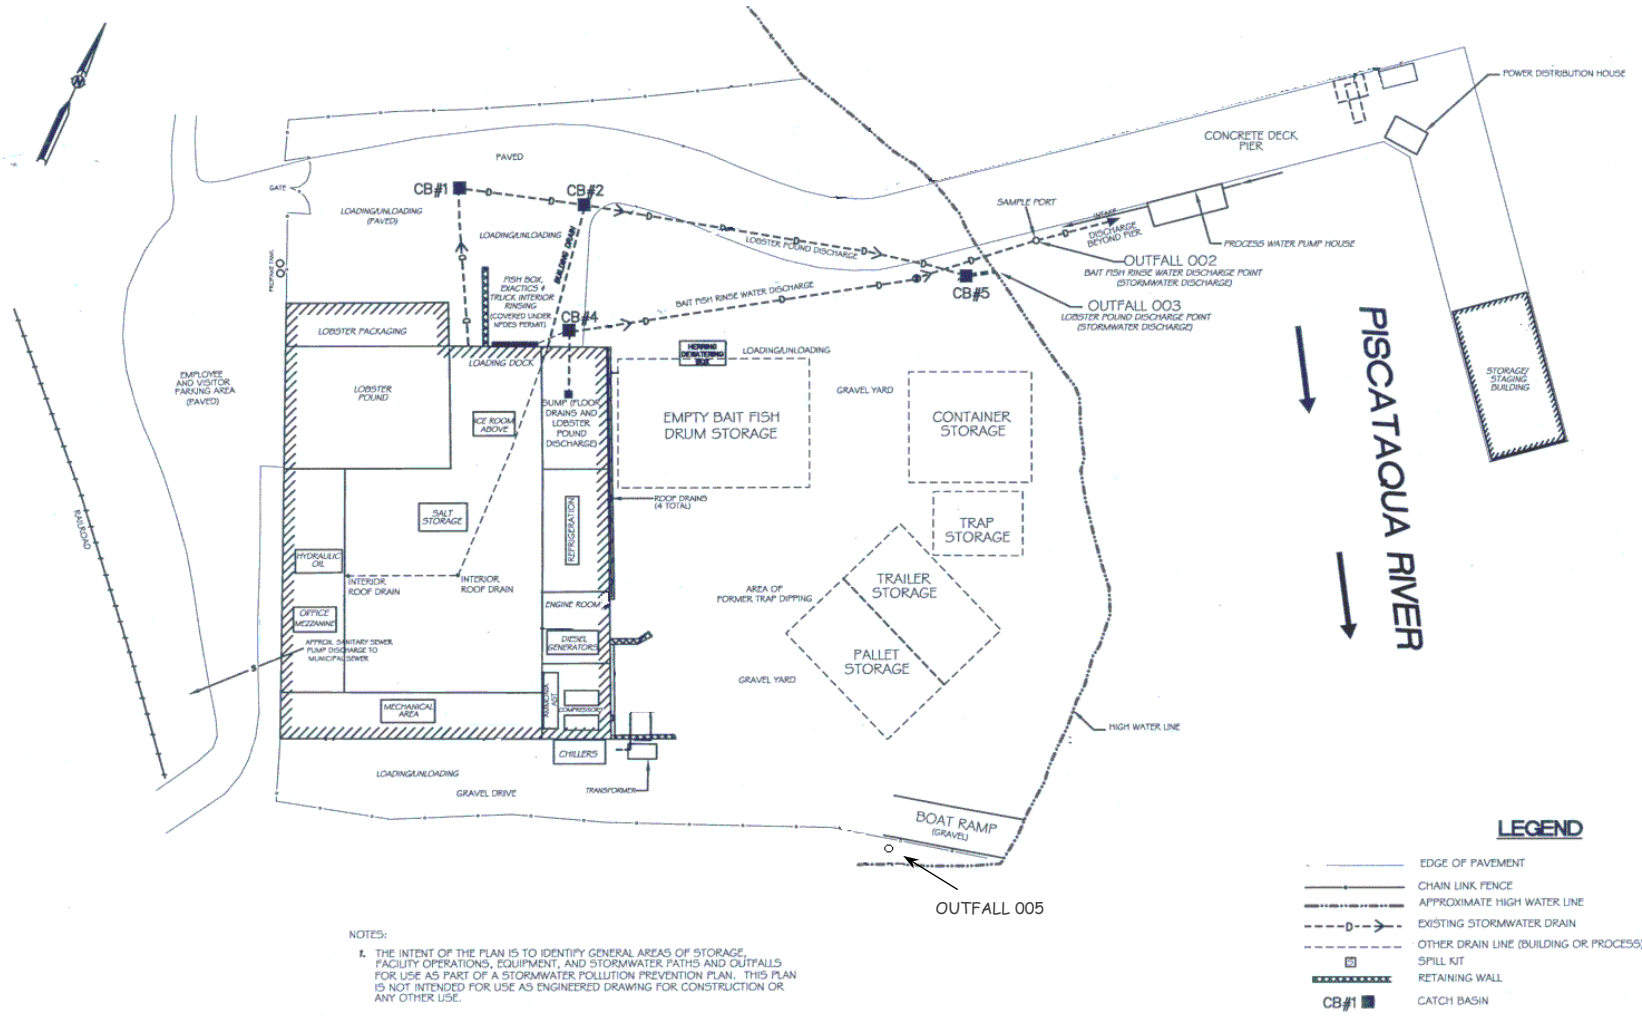 N
POWER DISTRIBUTION HOUSE
CONCRETE DECK
PIER
PAVED
GATE
CB#1
CB#2
LOADING/UNLOADING
(PAVED)
LOADING/UNLOADING
BUILDING DRAIN
LOBSTER POUND DISCHARGE
SAMPLE PORT
INTAKE
DISCHARGE
BEYOND PIER
PROCESS WATER PUMP HOUSE
OUTFALL 002
BAIT FISH RINSE WATER DISCHARGE POINT
(STORMWATER DISCHARGE)
PROPANE TANK
FISH BOX,
EXACTICS &
TRUCK INTERIOR
RINSING
(COVERED UNDER
NPDES PERMIT)
BAIT FISH RINSE WATER DISCHARGE
CB#5
OUTFALL 003
LOBSTER POUND DISCHARGE POINT
(STORMWATER DISCHARGE)
CB#4
LOBSTER PACKAGING
LOADING DOCK
HERRING
DEWATERING
BOX
LOADING/UNLOADING
PISCATAQUA RIVER
EMPLOYEE
AND VISITOR
PARKING AREA
(PAVED)
LOBSTER
POUND
ICE ROOM
ABOVE
SUMP (FLOOR
DRAINS AND
LOBSTER
POUND
DISCHARGE)
EMPTY BAIT FISH
DRUM STORAGE
GRAVEL YARD
CONTAINER
STORAGE
STORAGE/
STAGING
BUILDING
RAILROAD
SALT
STORAGE
REFRIGERATION
ROOF DRAINS
(4 TOTAL)
TRAP
STORAGE
HYDRAULIC
OIL
INTERIOR
ROOF DRAIN
INTERIOR
ROOF DRAIN
AREA OF
FORMER TRAP DIPPING
TRAILER
STORAGE
OFFICE
MEZZANINE
ENGINE ROOM
DIESEL
GENERATORS
APPROX. SANITARY SEWER
PUMP DISCHARGE TO
MUNICIPAL SEWER
S
PALLET
STORAGE
GRAVEL YARD
AMMONIA
AST
COMPRESSORS
MECHANICAL
AREA
CHILLERS
HIGH WATER LINE
LOADING/UNLOADING
GRAVEL DRIVE
TRANSFORMER
BOAT RAMP
(GRAVEL)
OUTFALL 005
LEGEND
EDGE OF PAVEMENT
CHAIN LINK FENCE
APPROXIMATE HIGH WATER LINE
D EXISTING STORMWATER DRAIN
OTHER DRAIN LINE (BUILDING OR PROCESS)
S SPILL KIT
RETAINING WALL
CB#1 CATCH BASIN
NOTES:
1. THE INTENT OF THE PLAN IS TO IDENTIFY GENERAL AREAS OF STORAGE,
FACILITY OPERATIONS, EQUIPMENT, AND STORMWATER PATHS AND OUTFALLS
FOR USE AS PART OF A STORMWATER POLLUTION PREVENTION PLAN. THIS PLAN
IS NOT INTENDED FOR USE AS ENGINEERED DRAWING FOR CONSTRUCTION OR
ANY OTHER USE.